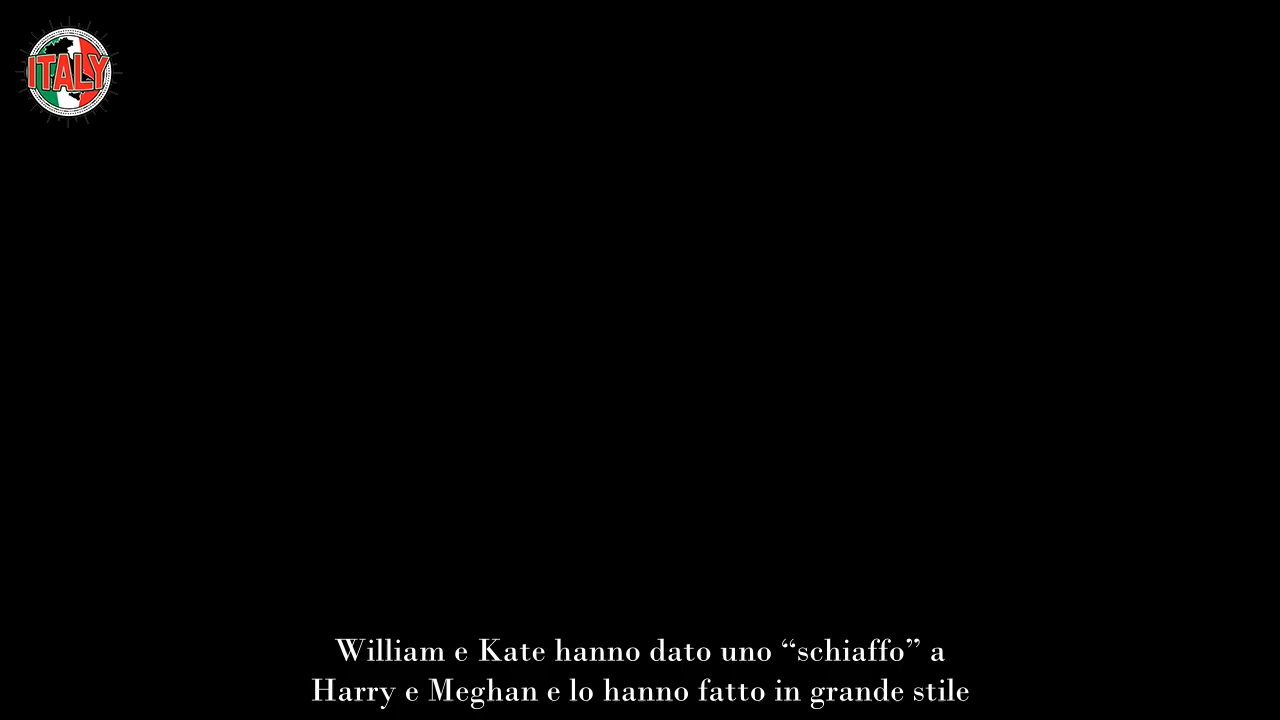 ITALY
William e Kate hanno dato uno “schiaffo” a
Harry e Meghan e lo hanno fatto in grande stile